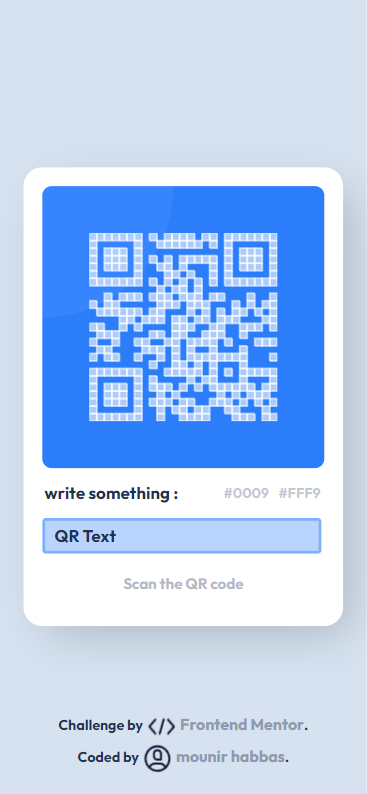 write something : #0009 #FFF9
QR Text
Scan the QR code
Challenge by Frontend Mentor.
Coded by mounir habbas.